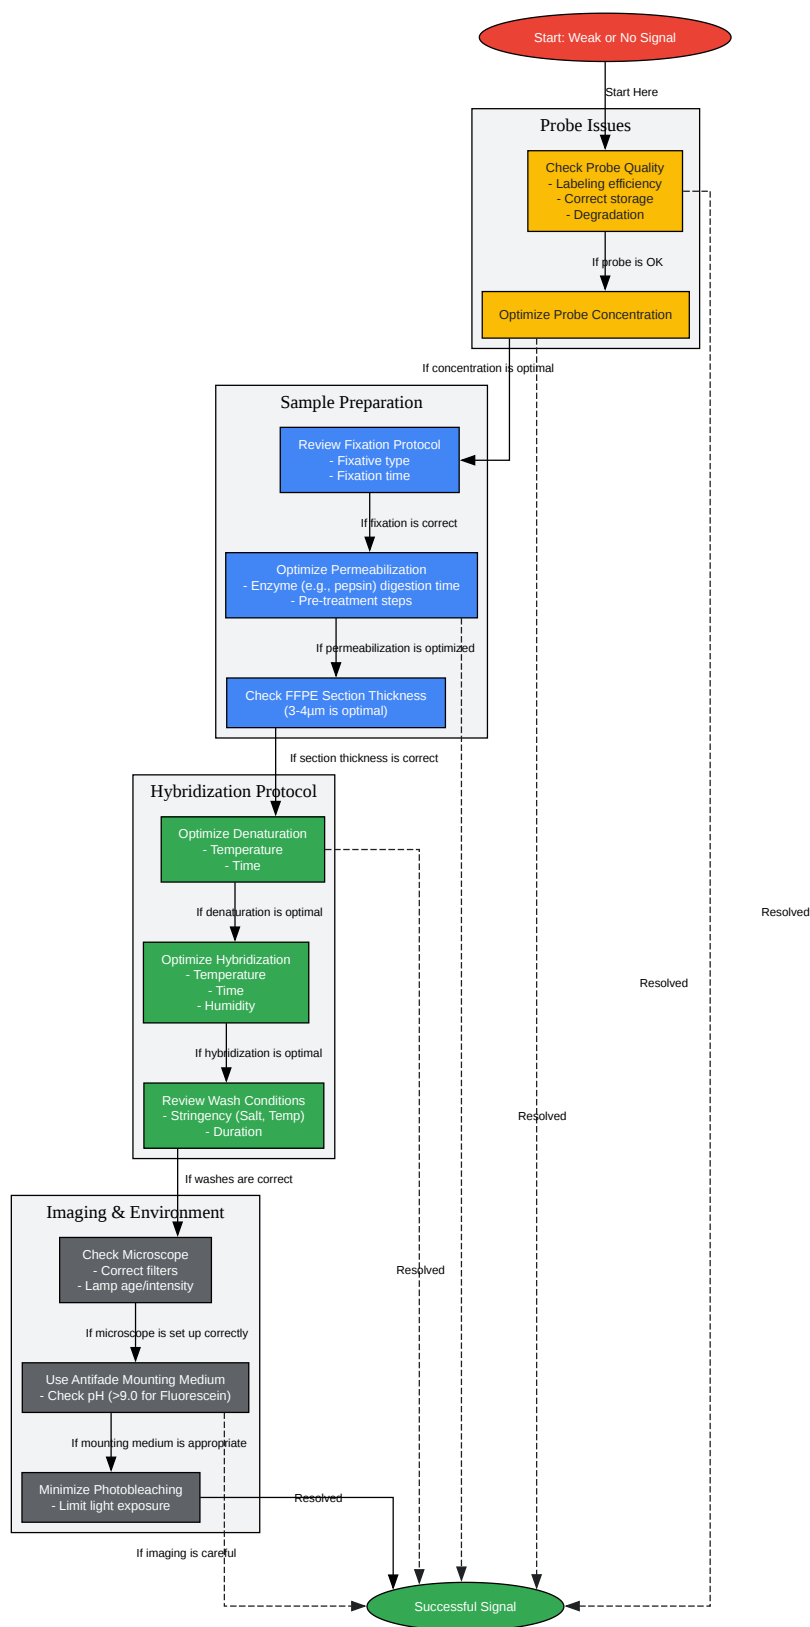 Start: Weak or No Signal
Start Here
Probe Issues
Check Probe Quality
- Labeling efficiency
- Correct storage
- Degradation
If probe is OK
Optimize Probe Concentration
If concentration is optimal
Sample Preparation
Review Fixation Protocol
- Fixative type
- Fixation time
If fixation is correct
Optimize Permeabilization
- Enzyme (e.g., pepsin) digestion time
- Pre-treatment steps
If permeabilization is optimized
Check FFPE Section Thickness
(3-4µm is optimal)
If section thickness is correct
Hybridization Protocol
Optimize Denaturation
- Temperature
- Time
If denaturation is optimal
Resolved
Optimize Hybridization
- Temperature
- Time
- Humidity
Resolved
If hybridization is optimal
Review Wash Conditions
- Stringency (Salt, Temp)
- Duration
Resolved
If washes are correct
Imaging & Environment
Check Microscope
- Correct filters
- Lamp age/intensity
Resolved
If microscope is set up correctly
Use Antifade Mounting Medium
- Check pH (>9.0 for Fluorescein)
If mounting medium is appropriate
Minimize Photobleaching
- Limit light exposure
Resolved
If imaging is careful
Successful Signal